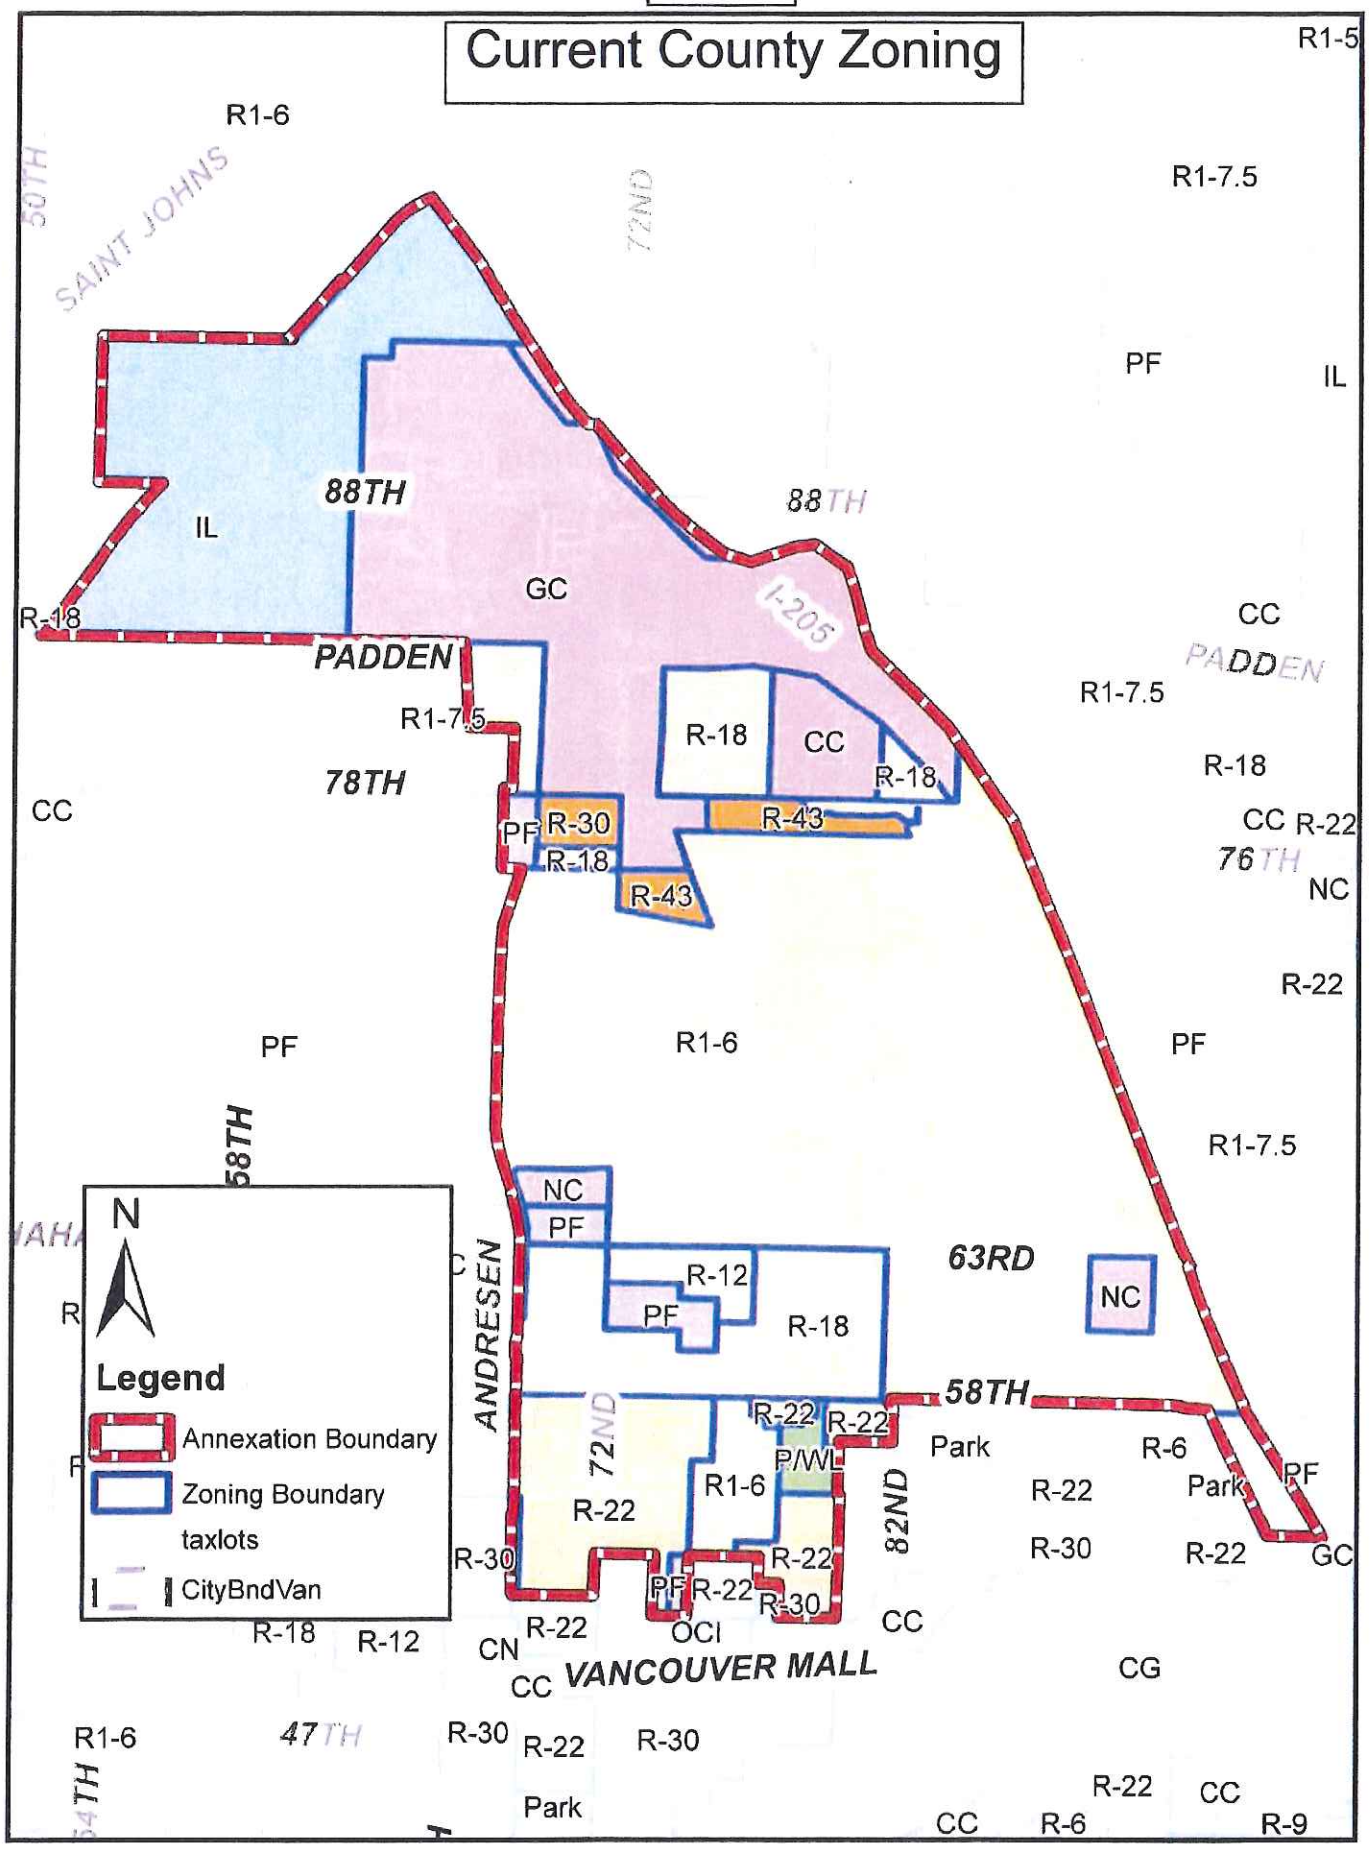 Current County Zoning
R1-5
R1-6
50TH
SAINT JOHNS
72ND
R1-7.5
PF
IL
88TH
88TH
IL
GC
I-205
CC
R-18
PADDEN
PADDEN
R1-7.5
R1-7.5
R-18
CC
R-18
R-18
78TH
CC
PF
R-30
R-43
CC
R-22
R-18
76TH
R-43
NC
R-22
R1-6
PF
PF
58TH
R1-7.5
NC
PF
N
63RD
R-12
NC
PF
R-18
ANDRESEN
Legend
58TH
Annexation Boundary
72ND
R-22
R-22
Park
R-6
P/WL
R1-6
Park
PF
Zoning Boundary
R-22
82ND
R-22
taxlots
R-30
R-22
R-30
R-22
GC
CityBndVan
PF
R-22
R-30
R-18
R-12
R-22
OCI
CC
CN
CC
VANCOUVER MALL
CG
R1-6
47TH
R-30
R-22
R-30
R-22
CC
Park
CC
R-6
R-9